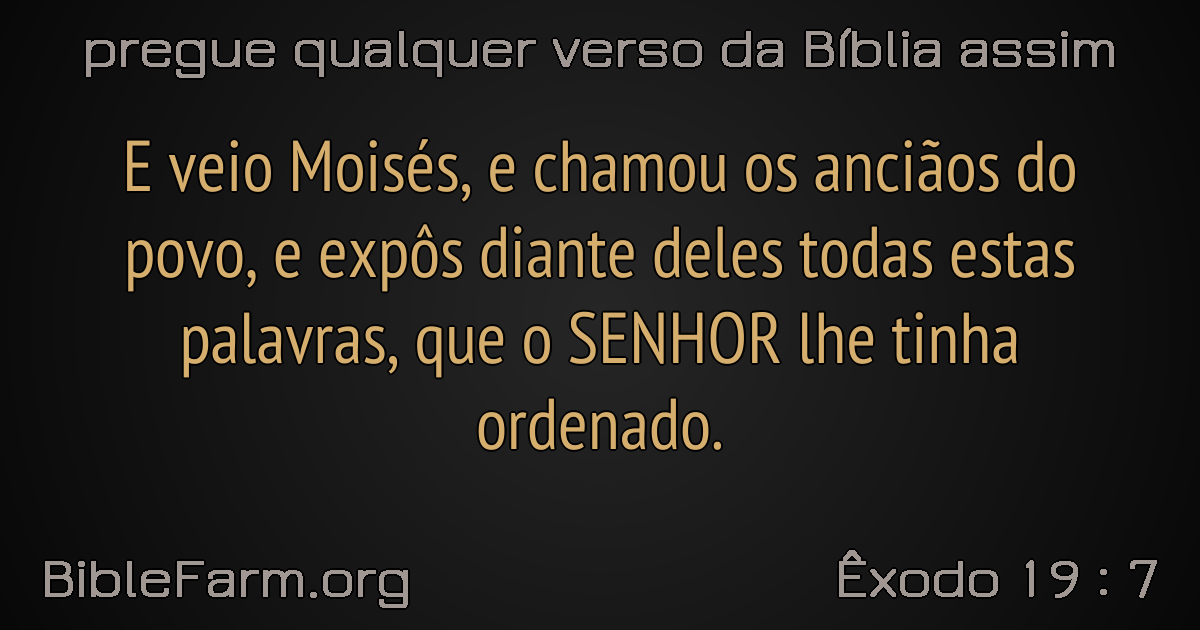 pregue qualquer verso da Bíblia assim
E veio Moisés, e chamou os anciãos do
povo, e expôs diante deles todas estas
palavras, que o SENHOR lhe tinha
ordenado.
BibleFarm.org
Êxodo 19 : 7